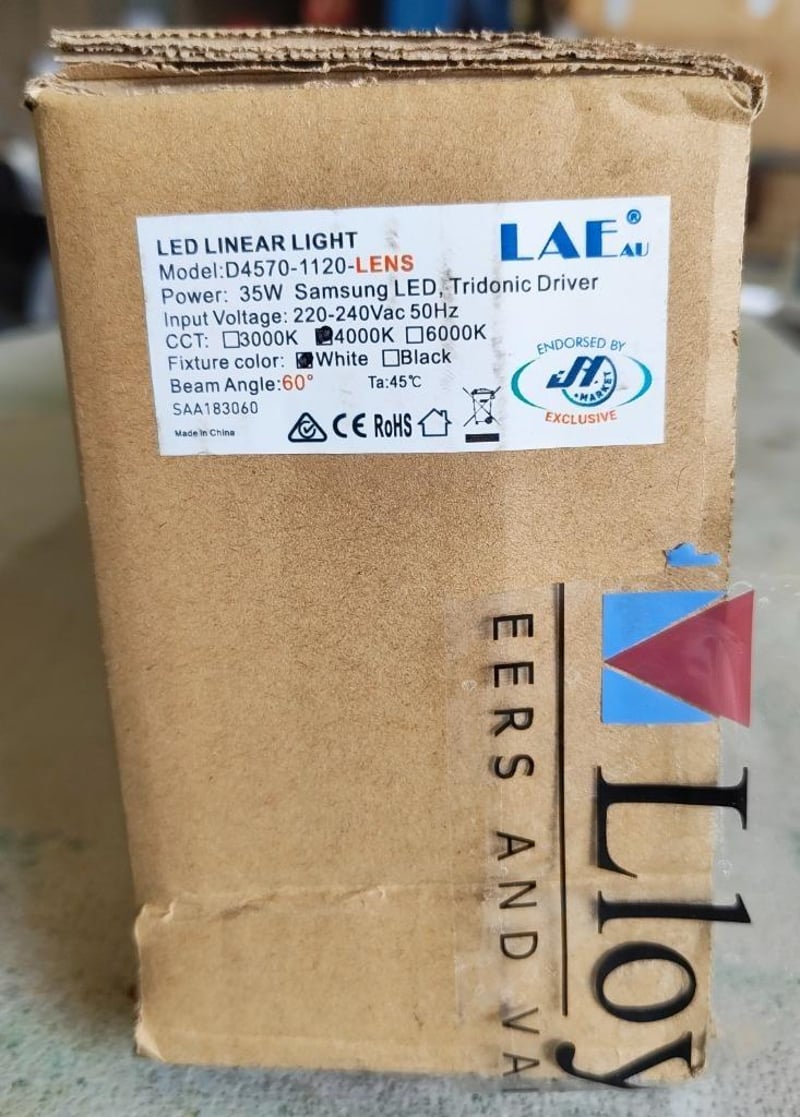 LED LINEAR LIGHT
LAE® AU
Model:D4570-1120-LENS
Power: 35W Samsung LED, Tridonic Driver
Input Voltage: 220-240Vac 50Hz
CCT: 3000K 4000K 6000K
Fixture color: White Black
Beam Angle:60° Ta:45℃
SAA183060
Made in China
CE RoHS
ENDORSED BY
MARKET
EXCLUSIVE
Lloy
EERS AND VA